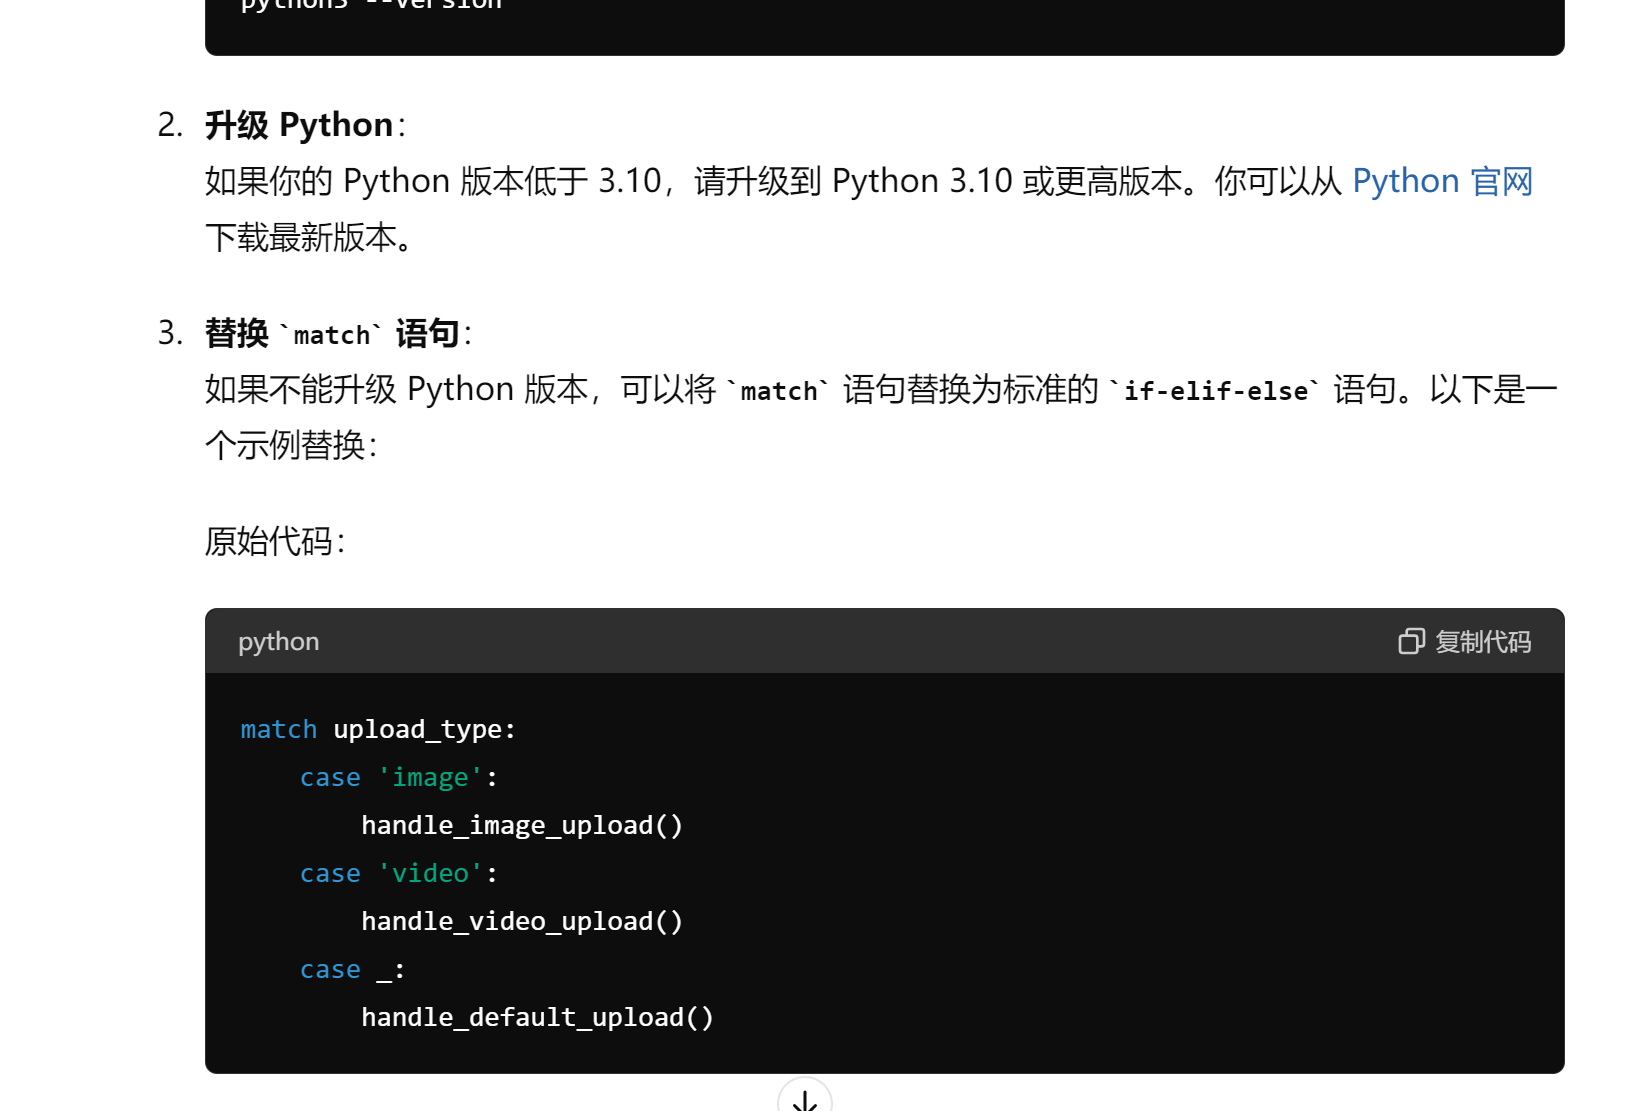 python3 --version
2. 升级 Python：
如果你的 Python 版本低于 3.10，请升级到 Python 3.10 或更高版本。你可以从 Python 官网
下载最新版本。
3. 替换 `match` 语句：
如果不能升级 Python 版本，可以将 `match` 语句替换为标准的 `if-elif-else` 语句。以下是一
个示例替换：
原始代码：
python 复制代码
match upload_type:
    case 'image':
        handle_image_upload()
    case 'video':
        handle_video_upload()
    case _:
        handle_default_upload()